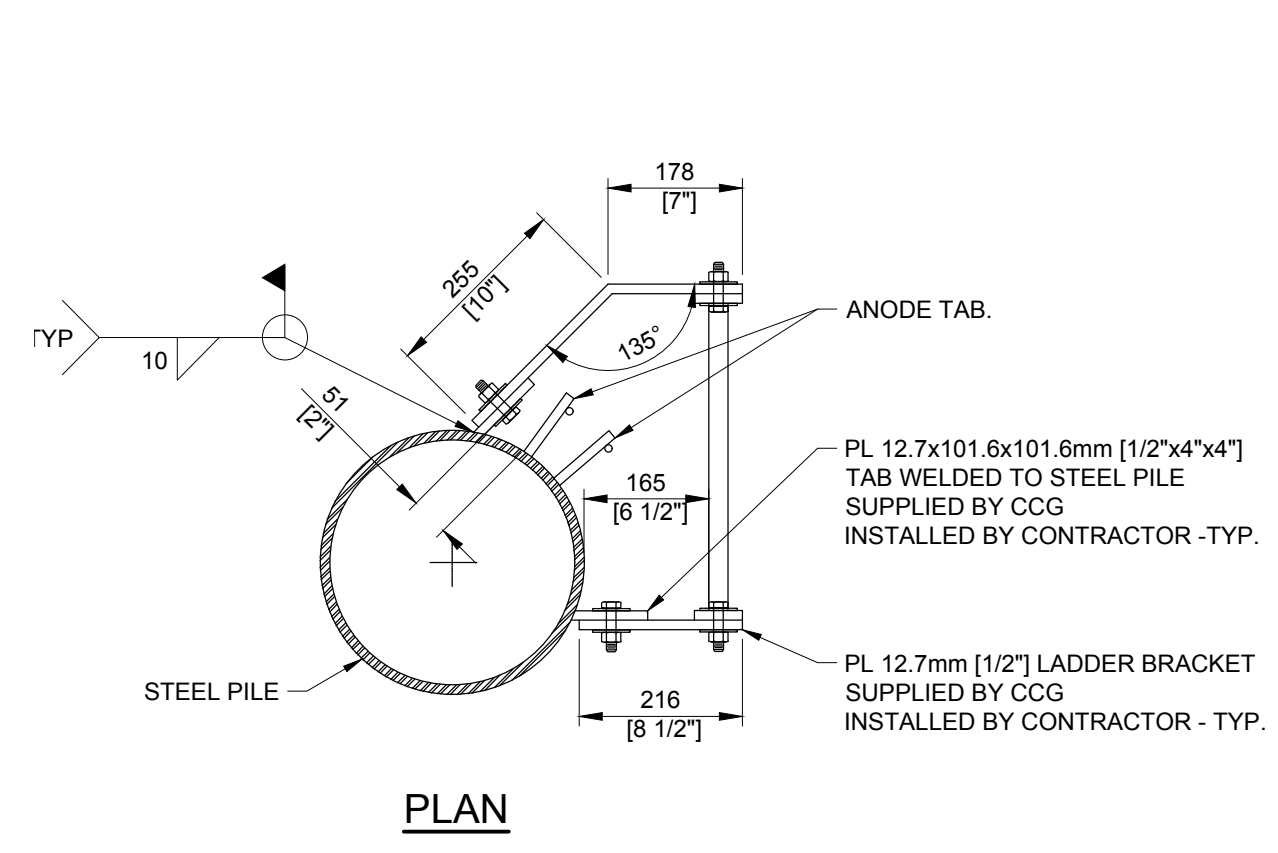 178
[7"]
255
[10"]
135°
ANODE TAB.
TYP
10
51
[2"]
PL 12.7x101.6x101.6mm [1/2"x4"x4"]
TAB WELDED TO STEEL PILE
SUPPLIED BY CCG
INSTALLED BY CONTRACTOR -TYP.
165
[6 1/2"]
STEEL PILE
PL 12.7mm [1/2"] LADDER BRACKET
SUPPLIED BY CCG
INSTALLED BY CONTRACTOR - TYP.
216
[8 1/2"]
PLAN